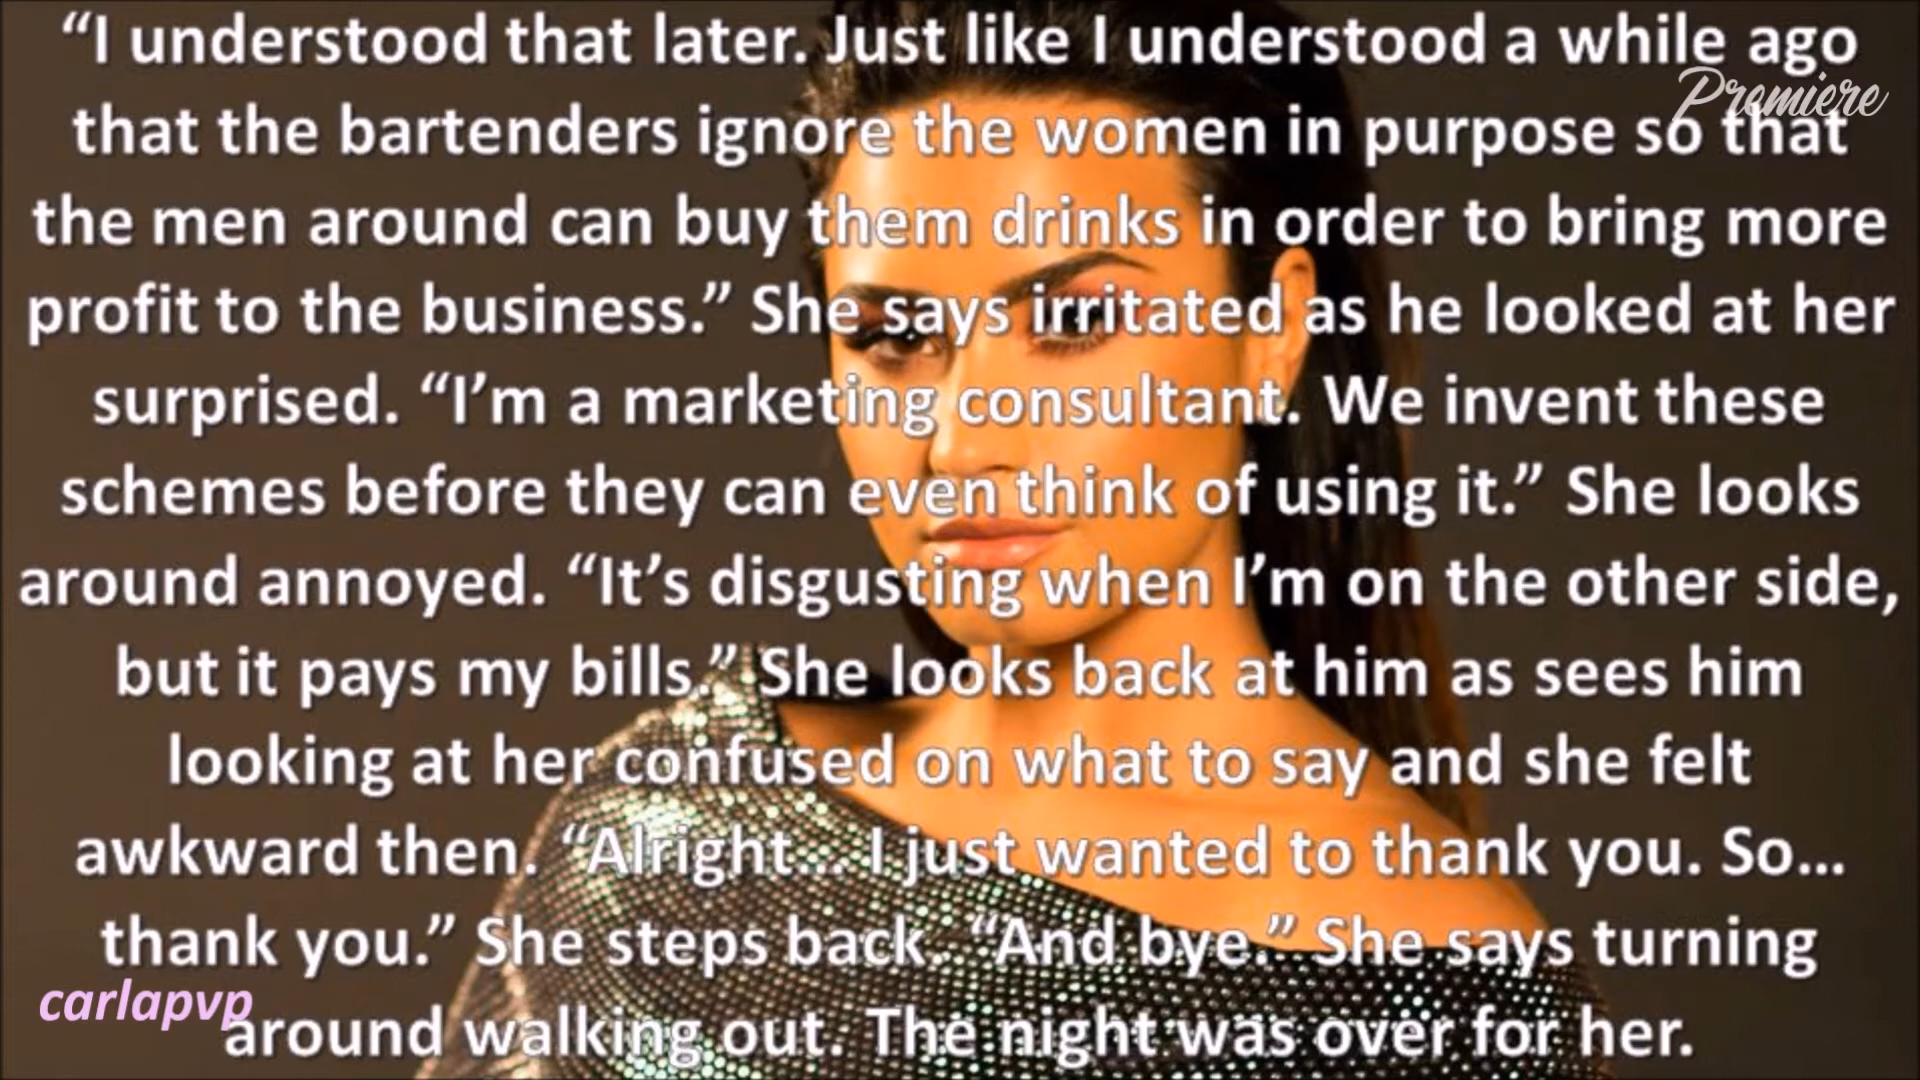 “I understood that later. Just like I understood a while ago
Premiere
that the bartenders ignore the women in purpose so that
the men around can buy them drinks in order to bring more
profit to the business.” She says irritated as he looked at her
surprised. “I’m a marketing consultant. We invent these
schemes before they can even think of using it.” She looks
around annoyed. “It’s disgusting when I’m on the other side,
but it pays my bills.” She looks back at him as sees him
looking at her confused on what to say and she felt
awkward then. “Alright... I just wanted to thank you. So...
thank you.” She steps back. “And bye.” She says turning
carlapvp
around walking out. The night was over for her.